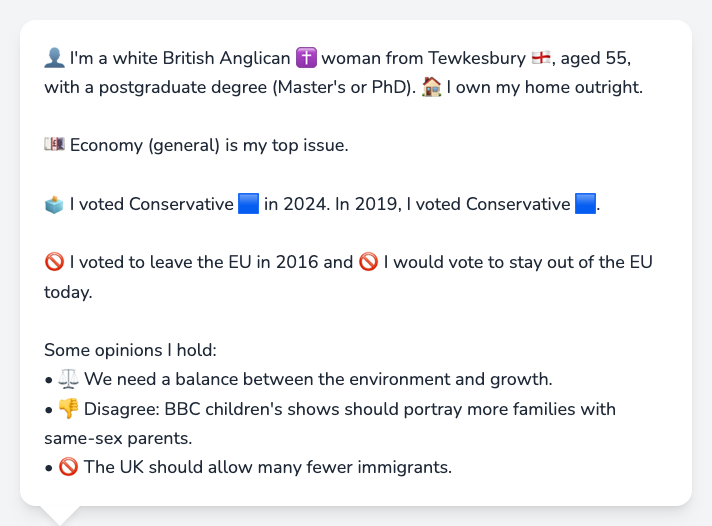 👤 I'm a white British Anglican ✝️ woman from Tewkesbury 🏴󠁧󠁢󠁥󠁮󠁧󠁿, aged 55,
with a postgraduate degree (Master's or PhD). 🏠 I own my home outright.
💷 Economy (general) is my top issue.
🗳️ I voted Conservative 🟦 in 2024. In 2019, I voted Conservative 🟦.
🚫 I voted to leave the EU in 2016 and 🚫 I would vote to stay out of the EU
today.
Some opinions I hold:
• ⚖️ We need a balance between the environment and growth.
• 👎 Disagree: BBC children's shows should portray more families with
same-sex parents.
• 🚫 The UK should allow many fewer immigrants.